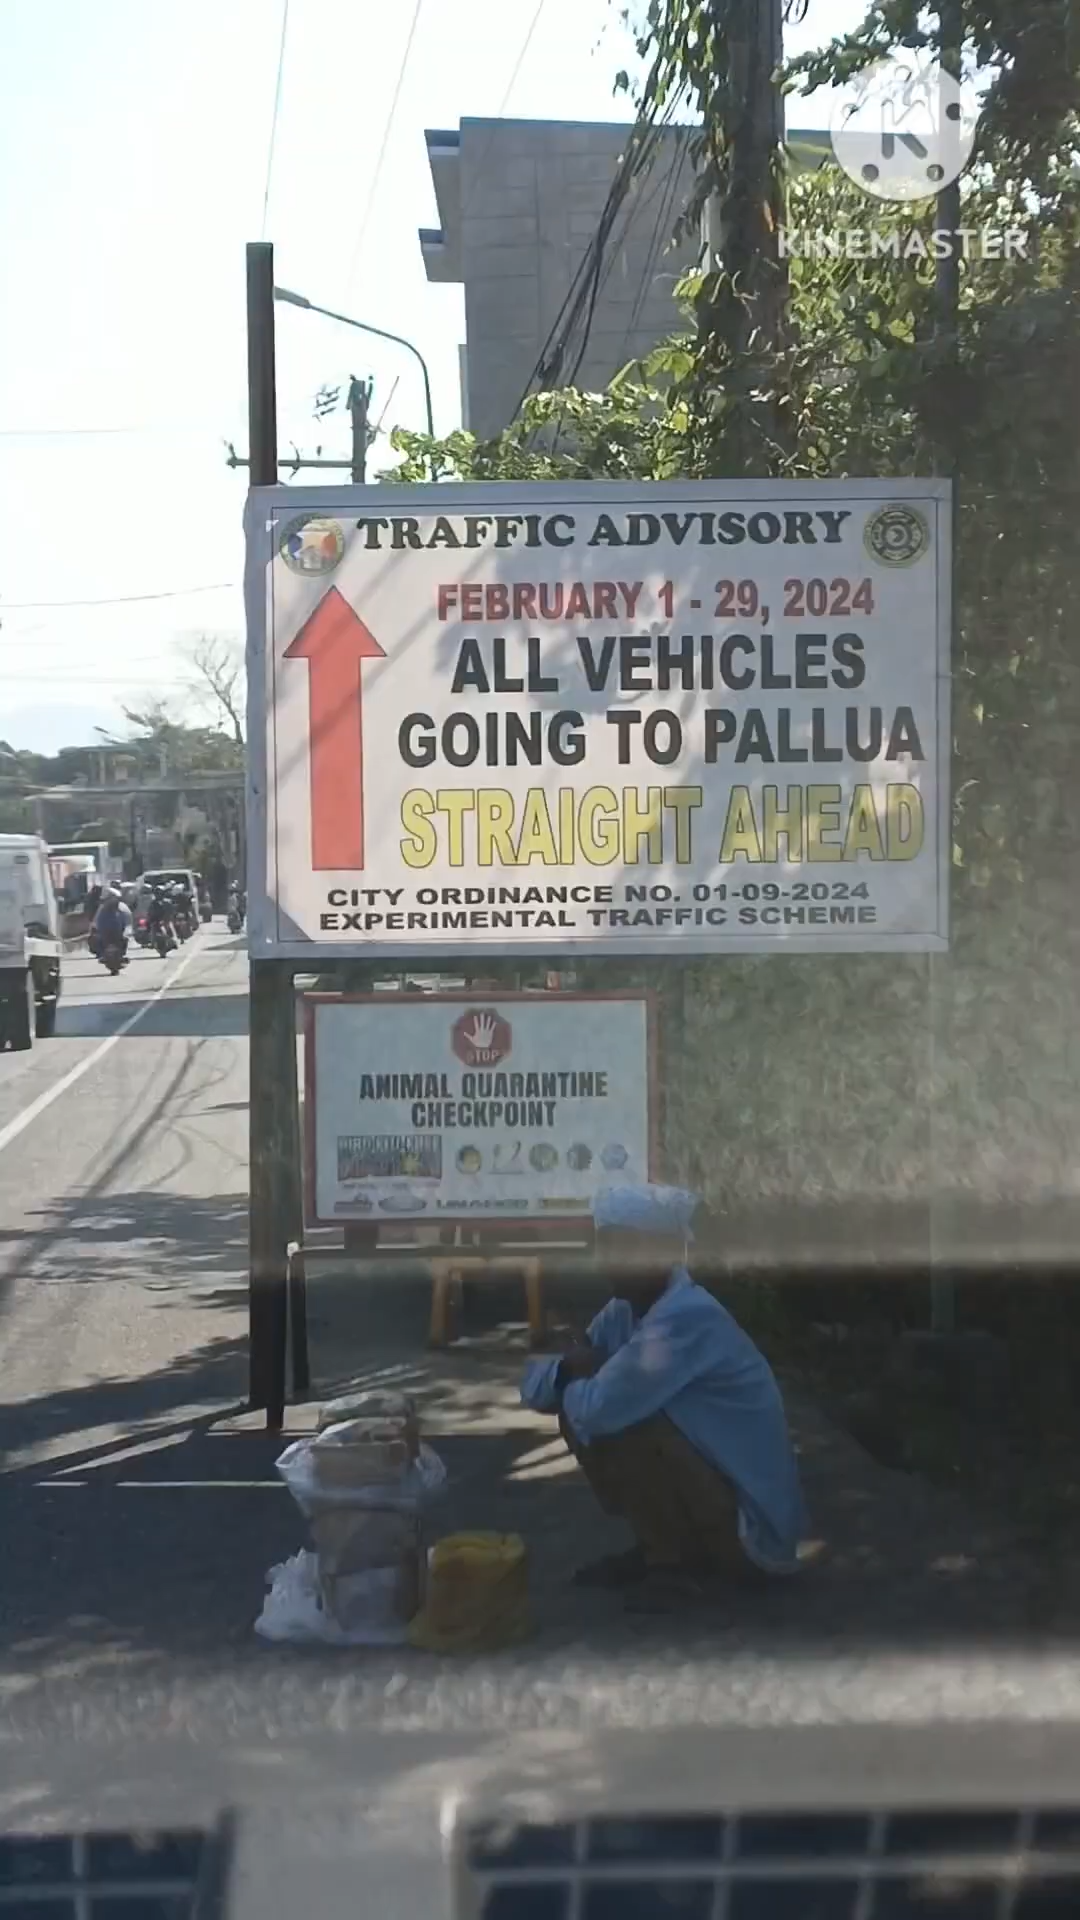 KINEMASTER
TRAFFIC ADVISORY
FEBRUARY 1 - 29, 2024
ALL VEHICLES
GOING TO PALLUA
STRAIGHT AHEAD
CITY ORDINANCE NO. 01-09-2024
EXPERIMENTAL TRAFFIC SCHEME
STOP
ANIMAL QUARANTINE
CHECKPOINT